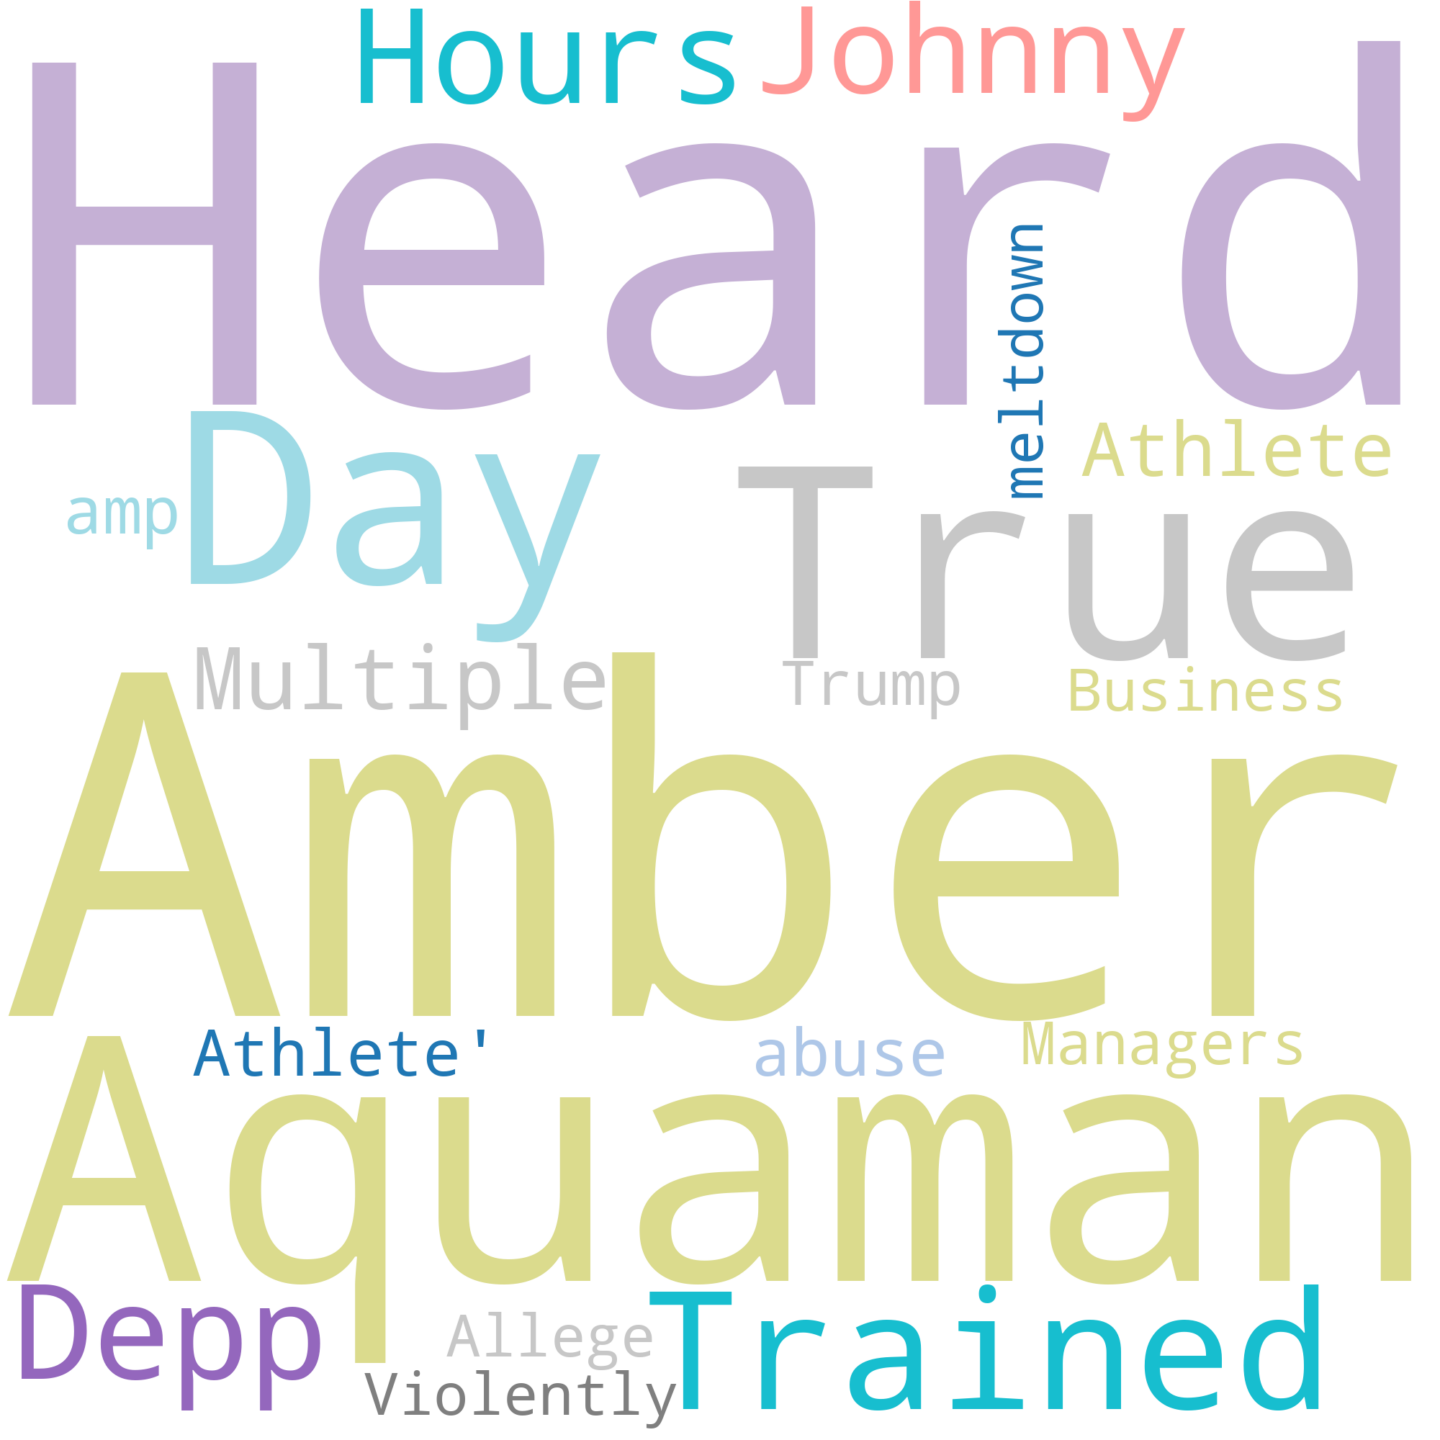 Hours Johnny
Heard
meltdown
Day
True
Athlete
amp
Multiple
Trump
Business
Amber
Athlete'
abuse
Managers
Aquaman
Depp
Allege
Trained
Violently